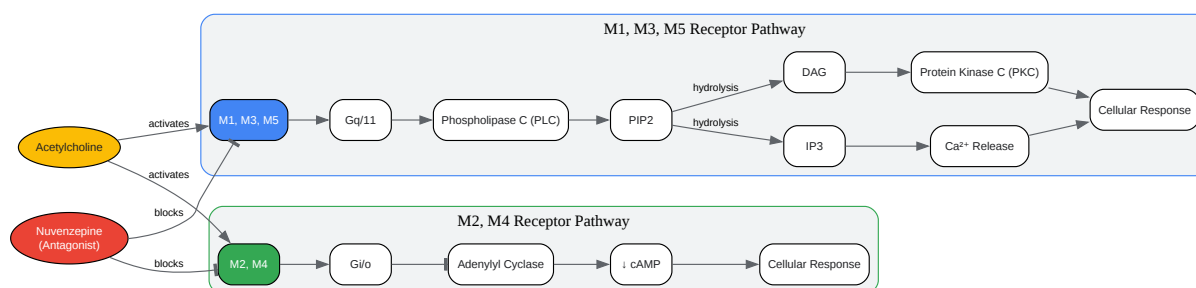 M1, M3, M5 Receptor Pathway
DAG
Protein Kinase C (PKC)
hydrolysis
Cellular Response
activates
M1, M3, M5
Gq/11
Phospholipase C (PLC)
PIP2
hydrolysis
Acetylcholine
IP3
Ca²⁺ Release
activates
blocks
M2, M4 Receptor Pathway
Nuvenzepine
(Antagonist)
blocks
M2, M4
Gi/o
Adenylyl Cyclase
↓ cAMP
Cellular Response